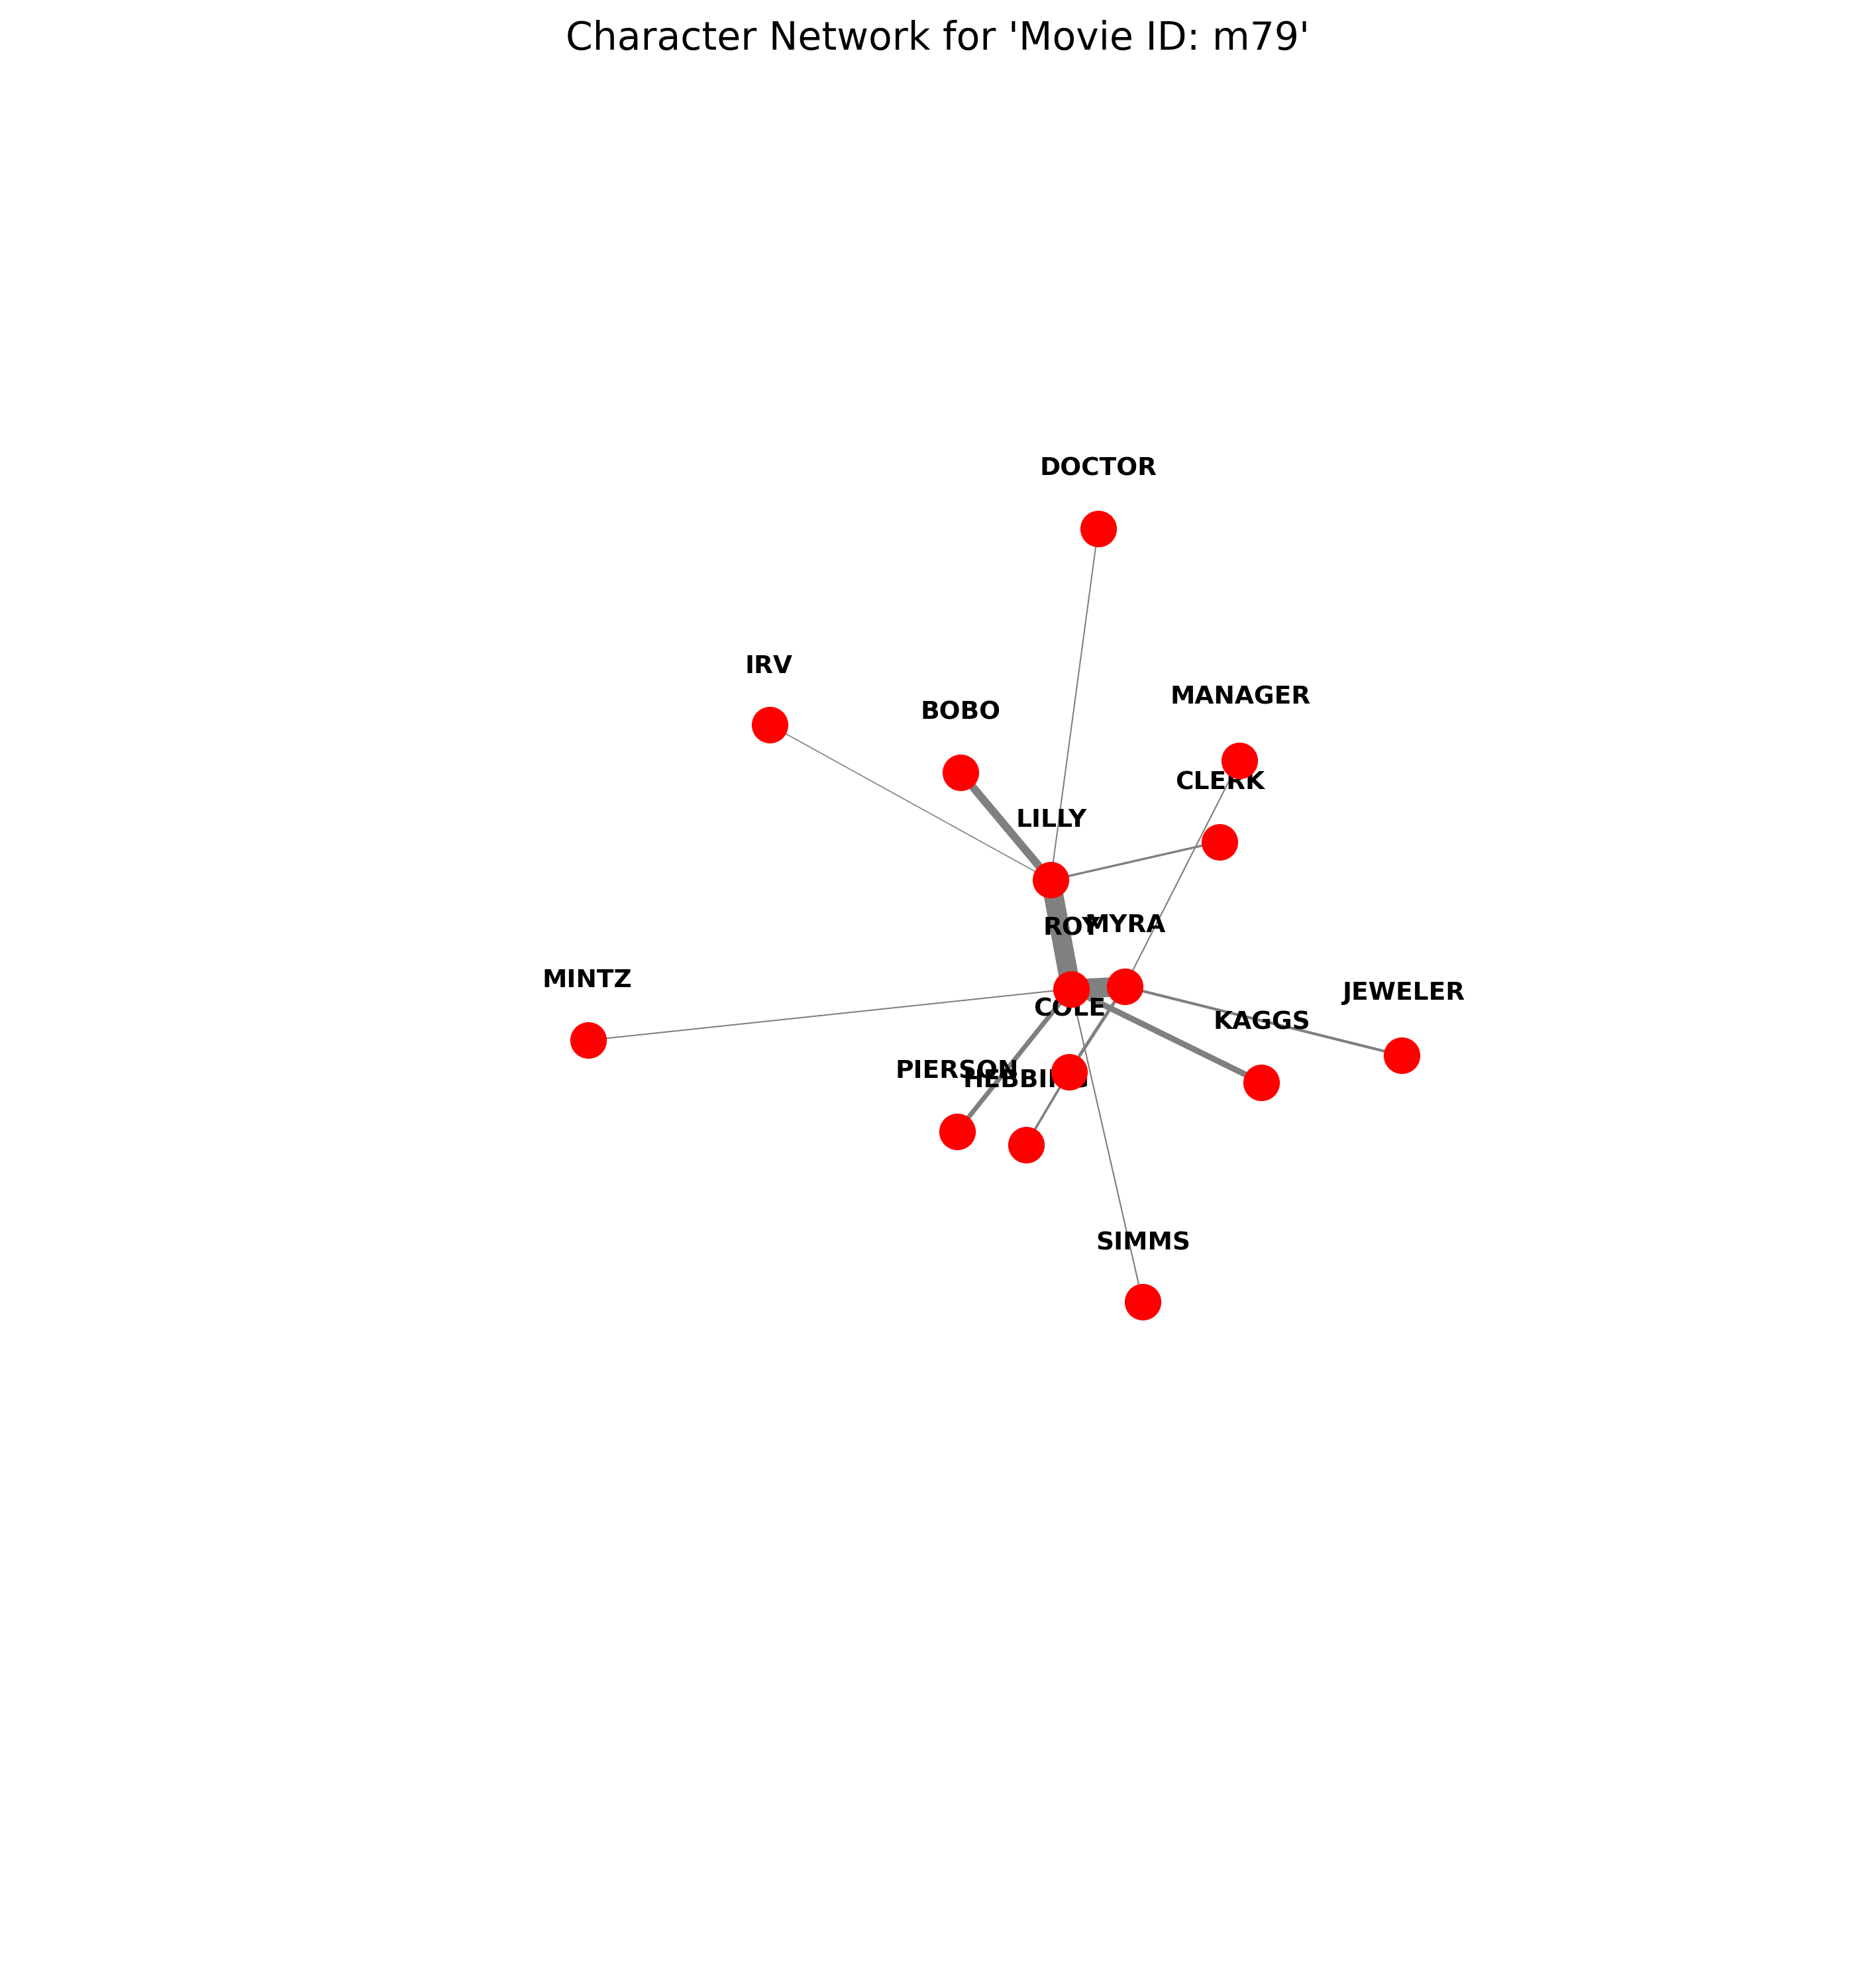 Character Network for 'Movie ID: m79'
DOCTOR
IRV
MANAGER
BOBO
CLERK
LILLY
ROY
MYRA
MINTZ
JEWELER
COLE
KAGGS
PIERSON
SIMMS